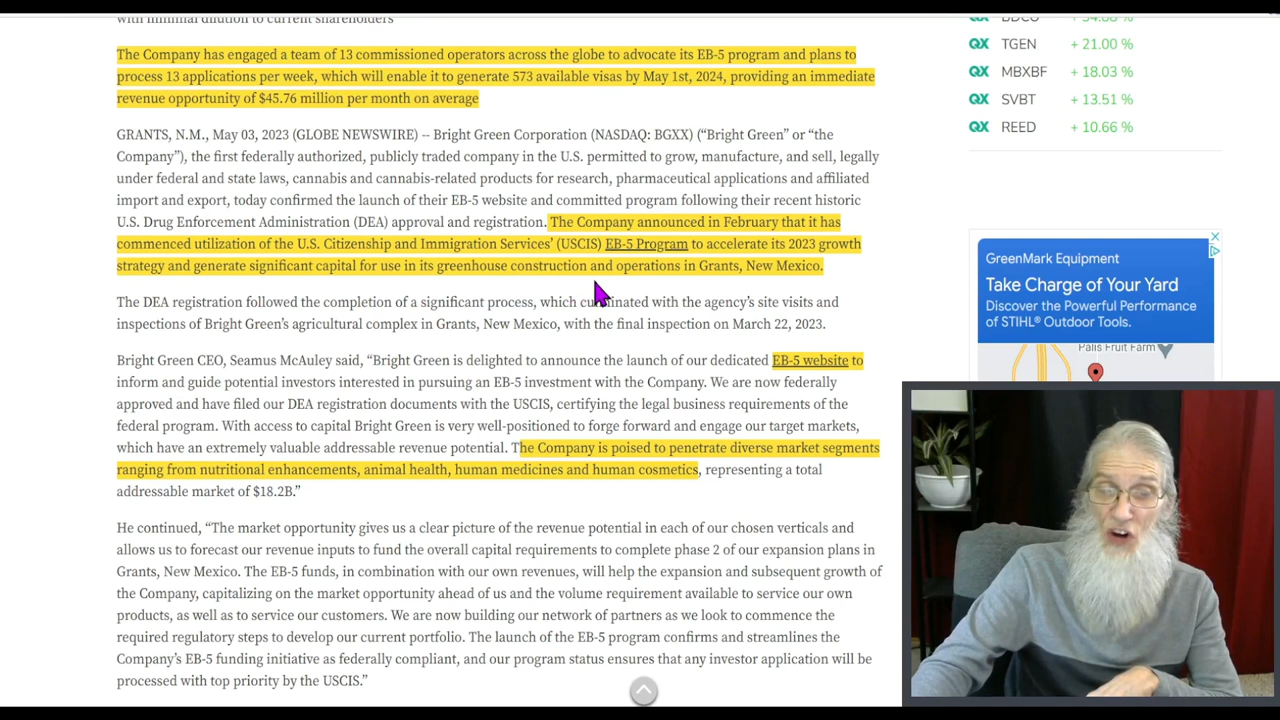 with minimal dilution to current shareholders
The Company has engaged a team of 13 commissioned operators across the globe to advocate its EB-5 program and plans to
process 13 applications per week, which will enable it to generate 573 available visas by May 1st, 2024, providing an immediate
revenue opportunity of $45.76 million per month on average
GRANTS, N.M., May 03, 2023 (GLOBE NEWSWIRE) -- Bright Green Corporation (NASDAQ: BGXX) (“Bright Green” or “the
Company”), the first federally authorized, publicly traded company in the U.S. permitted to grow, manufacture, and sell, legally
under federal and state laws, cannabis and cannabis-related products for research, pharmaceutical applications and affiliated
import and export, today confirmed the launch of their EB-5 website and committed program following their recent historic
U.S. Drug Enforcement Administration (DEA) approval and registration. The Company announced in February that it has
commenced utilization of the U.S. Citizenship and Immigration Services’ (USCIS) EB-5 Program to accelerate its 2023 growth
strategy and generate significant capital for use in its greenhouse construction and operations in Grants, New Mexico.
The DEA registration followed the completion of a significant process, which culminated with the agency’s site visits and
inspections of Bright Green’s agricultural complex in Grants, New Mexico, with the final inspection on March 22, 2023.
Bright Green CEO, Seamus McAuley said, “Bright Green is delighted to announce the launch of our dedicated EB-5 website to
inform and guide potential investors interested in pursuing an EB-5 investment with the Company. We are now federally
approved and have filed our DEA registration documents with the USCIS, certifying the legal business requirements of the
federal program. With access to capital Bright Green is very well-positioned to forge forward and engage our target markets,
which have an extremely valuable addressable revenue potential. The Company is poised to penetrate diverse market segments
ranging from nutritional enhancements, animal health, human medicines and human cosmetics, representing a total
addressable market of $18.2B.”
He continued, “The market opportunity gives us a clear picture of the revenue potential in each of our chosen verticals and
allows us to forecast our revenue inputs to fund the overall capital requirements to complete phase 2 of our expansion plans in
Grants, New Mexico. The EB-5 funds, in combination with our own revenues, will help the expansion and subsequent growth of
the Company, capitalizing on the market opportunity ahead of us and the volume requirement available to service our own
products, as well as to service our customers. We are now building our network of partners as we look to commence the
required regulatory steps to develop our current portfolio. The launch of the EB-5 program confirms and streamlines the
Company’s EB-5 funding initiative as federally compliant, and our program status ensures that any investor application will be
processed with top priority by the USCIS.”
QX TGEN + 21.00 %
QX MBXBF + 18.03 %
QX SVBT + 13.51 %
QX REED + 10.66 %
GreenMark Equipment
Take Charge of Your Yard
Discover the Powerful Performance
of STIHL® Outdoor Tools.
Palis Fruit Farm